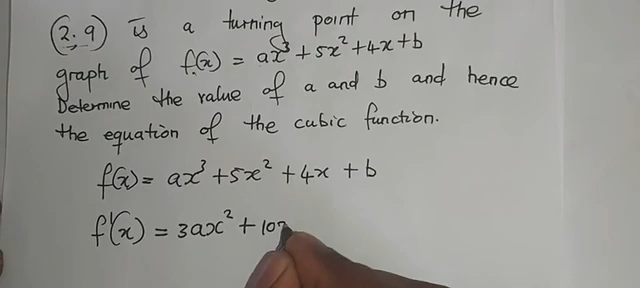 (2.9) is a turning point on the
graph of f(x) = ax³ + 5x² + 4x + b
Determine the value of a and b and hence
the equation of the cubic function.
f(x) = ax³ + 5x² + 4x + b
f'(x) = 3ax² + 10x